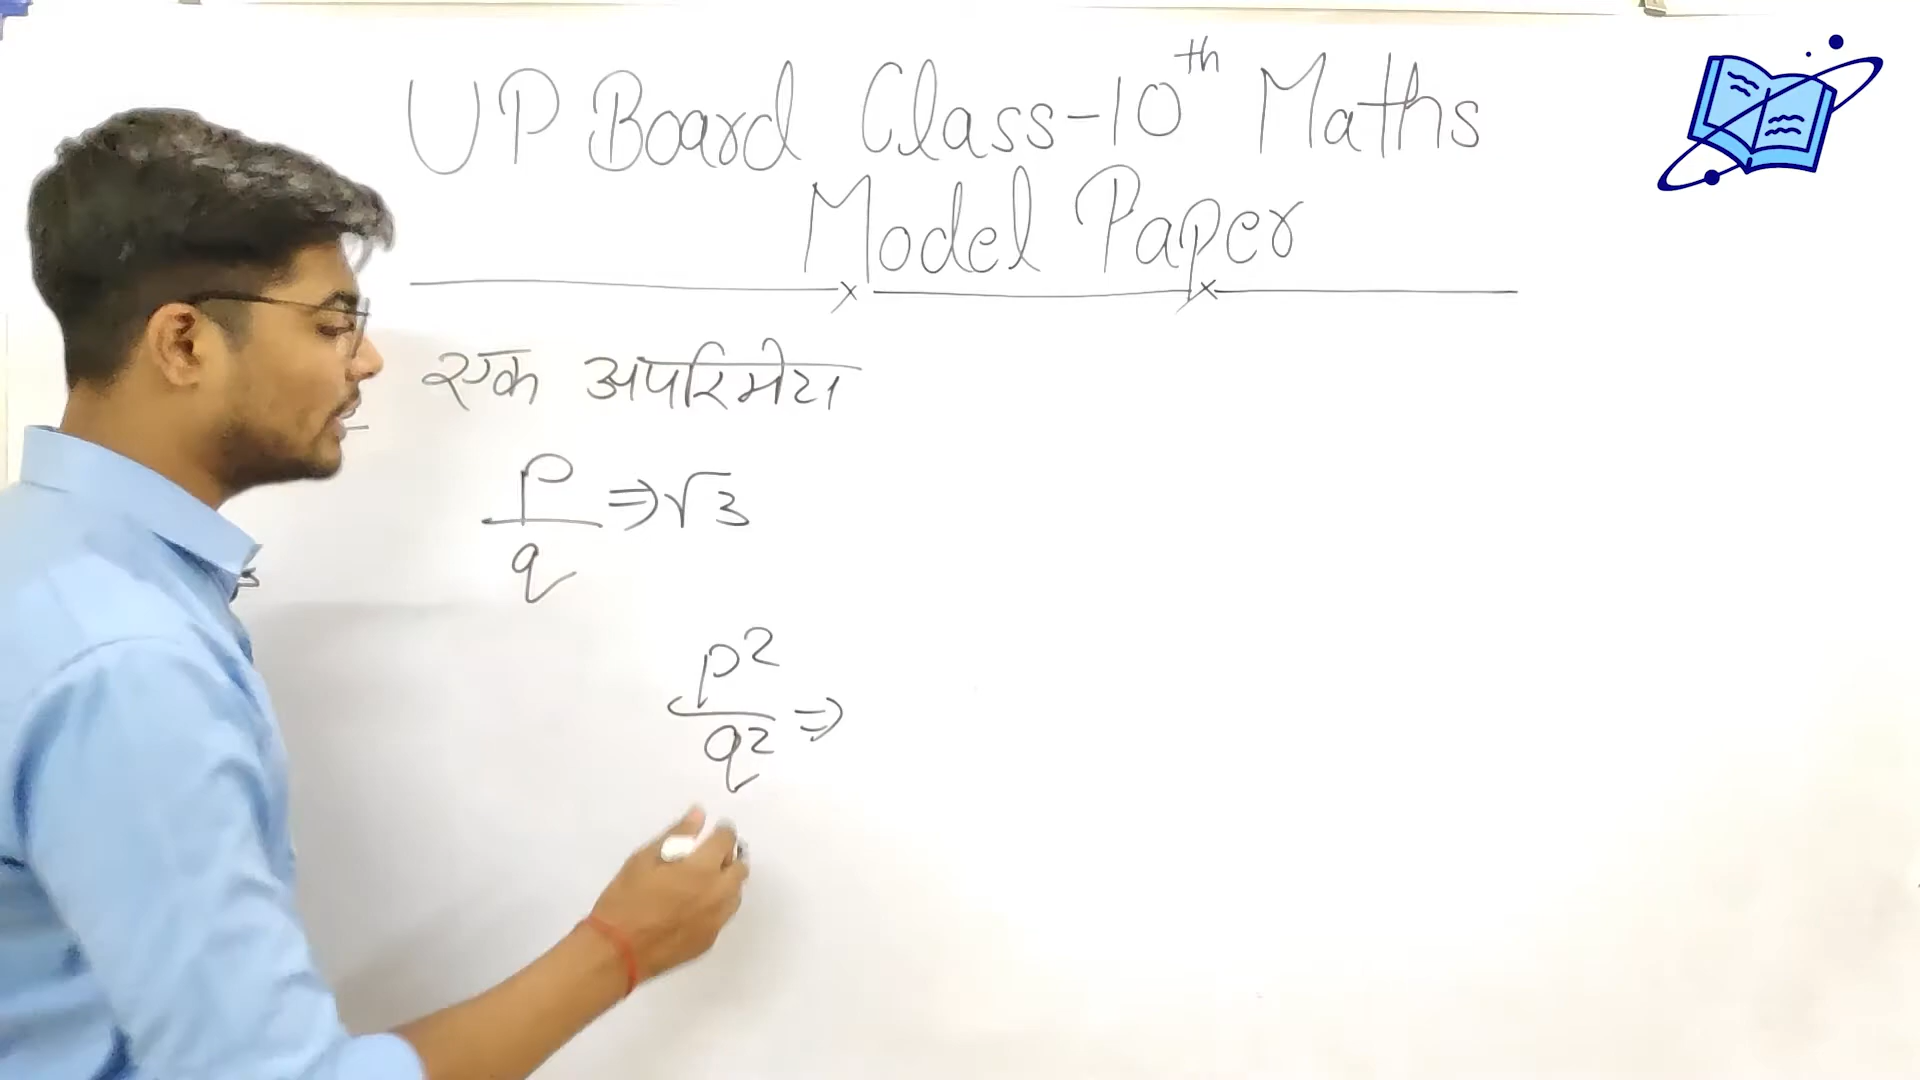 UP Board Class-10th Maths
Model Paper
एक अपरिमेय
P/q ⇒ √3
p²/q² ⇒